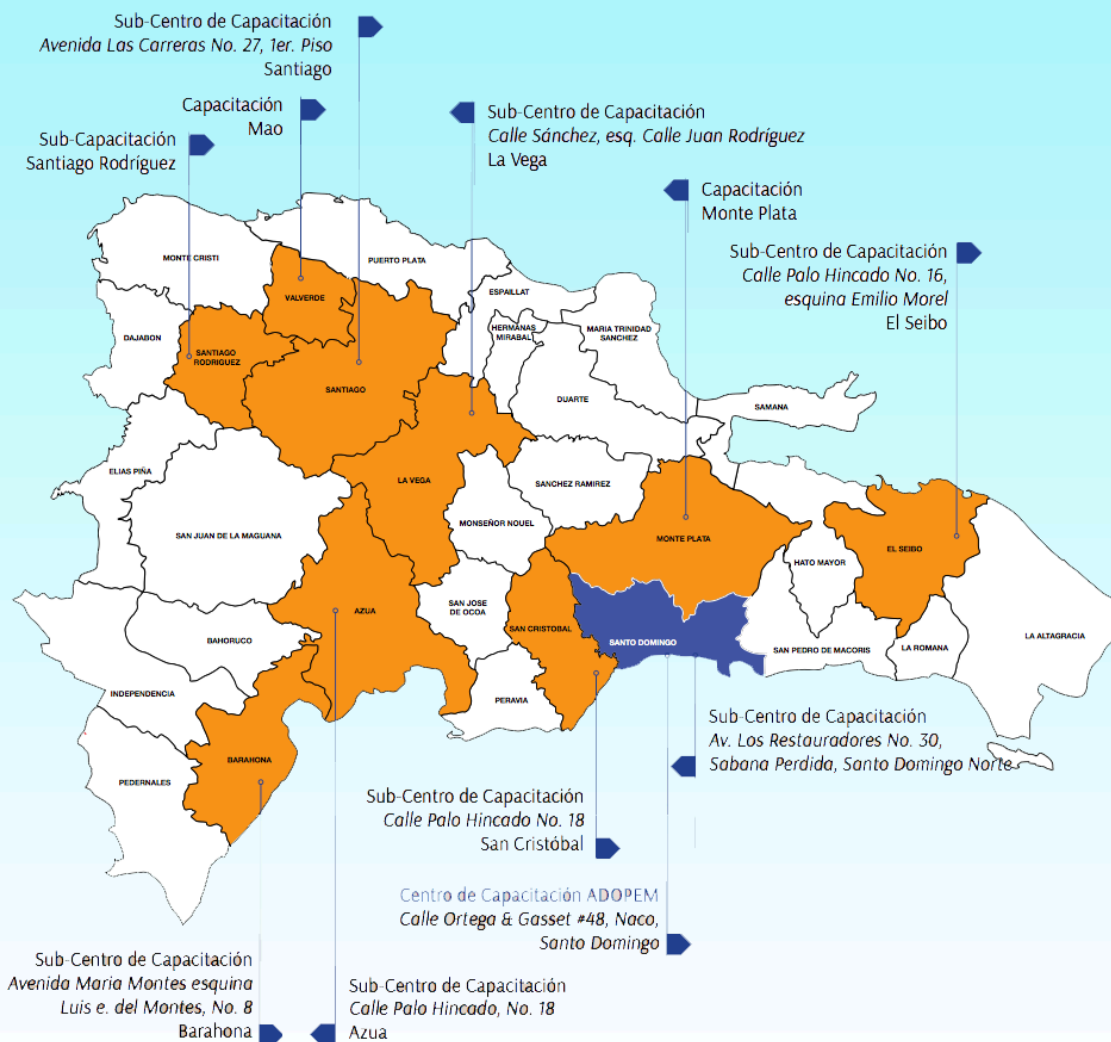 Sub-Centro de Capacitación
Avenida Las Carreras No. 27, 1er. Piso
Santiago
Capacitación
Mao
Sub-Capacitación
Santiago Rodríguez
Sub-Centro de Capacitación
Calle Sánchez, esq. Calle Juan Rodríguez
La Vega
Capacitación
Monte Plata
Sub-Centro de Capacitación
Calle Palo Hincado No. 16,
esquina Emilio Morel
El Seibo
MONTE CRISTI
PUERTO PLATA
VALVERDE
ESPAILLAT
DAJABON
HERMANAS
MIRABAL
MARIA TRINIDAD
SANCHEZ
SANTIAGO
RODRIGUEZ
SANTIAGO
DUARTE
SAMANA
ELIAS PIÑA
LA VEGA
SANCHEZ RAMIREZ
SAN JUAN DE LA MAGUANA
MONSEÑOR NOUEL
MONTE PLATA
EL SEIBO
HATO MAYOR
SAN JOSE
DE OCOA
AZUA
SAN CRISTOBAL
BAHORUCO
SANTO DOMINGO
SAN PEDRO DE MACORIS
LA ROMANA
LA ALTAGRACIA
INDEPENDENCIA
PERAVIA
BARAHONA
PEDERNALES
Sub-Centro de Capacitación
Av. Los Restauradores No. 30,
Sabana Perdida, Santo Domingo Norte
Sub-Centro de Capacitación
Calle Palo Hincado No. 18
San Cristóbal
Centro de Capacitación ADOPEM
Calle Ortega & Gasset #48, Naco,
Santo Domingo
Sub-Centro de Capacitación
Avenida Maria Montes esquina
Luis e. del Montes, No. 8
Barahona
Sub-Centro de Capacitación
Calle Palo Hincado, No. 18
Azua